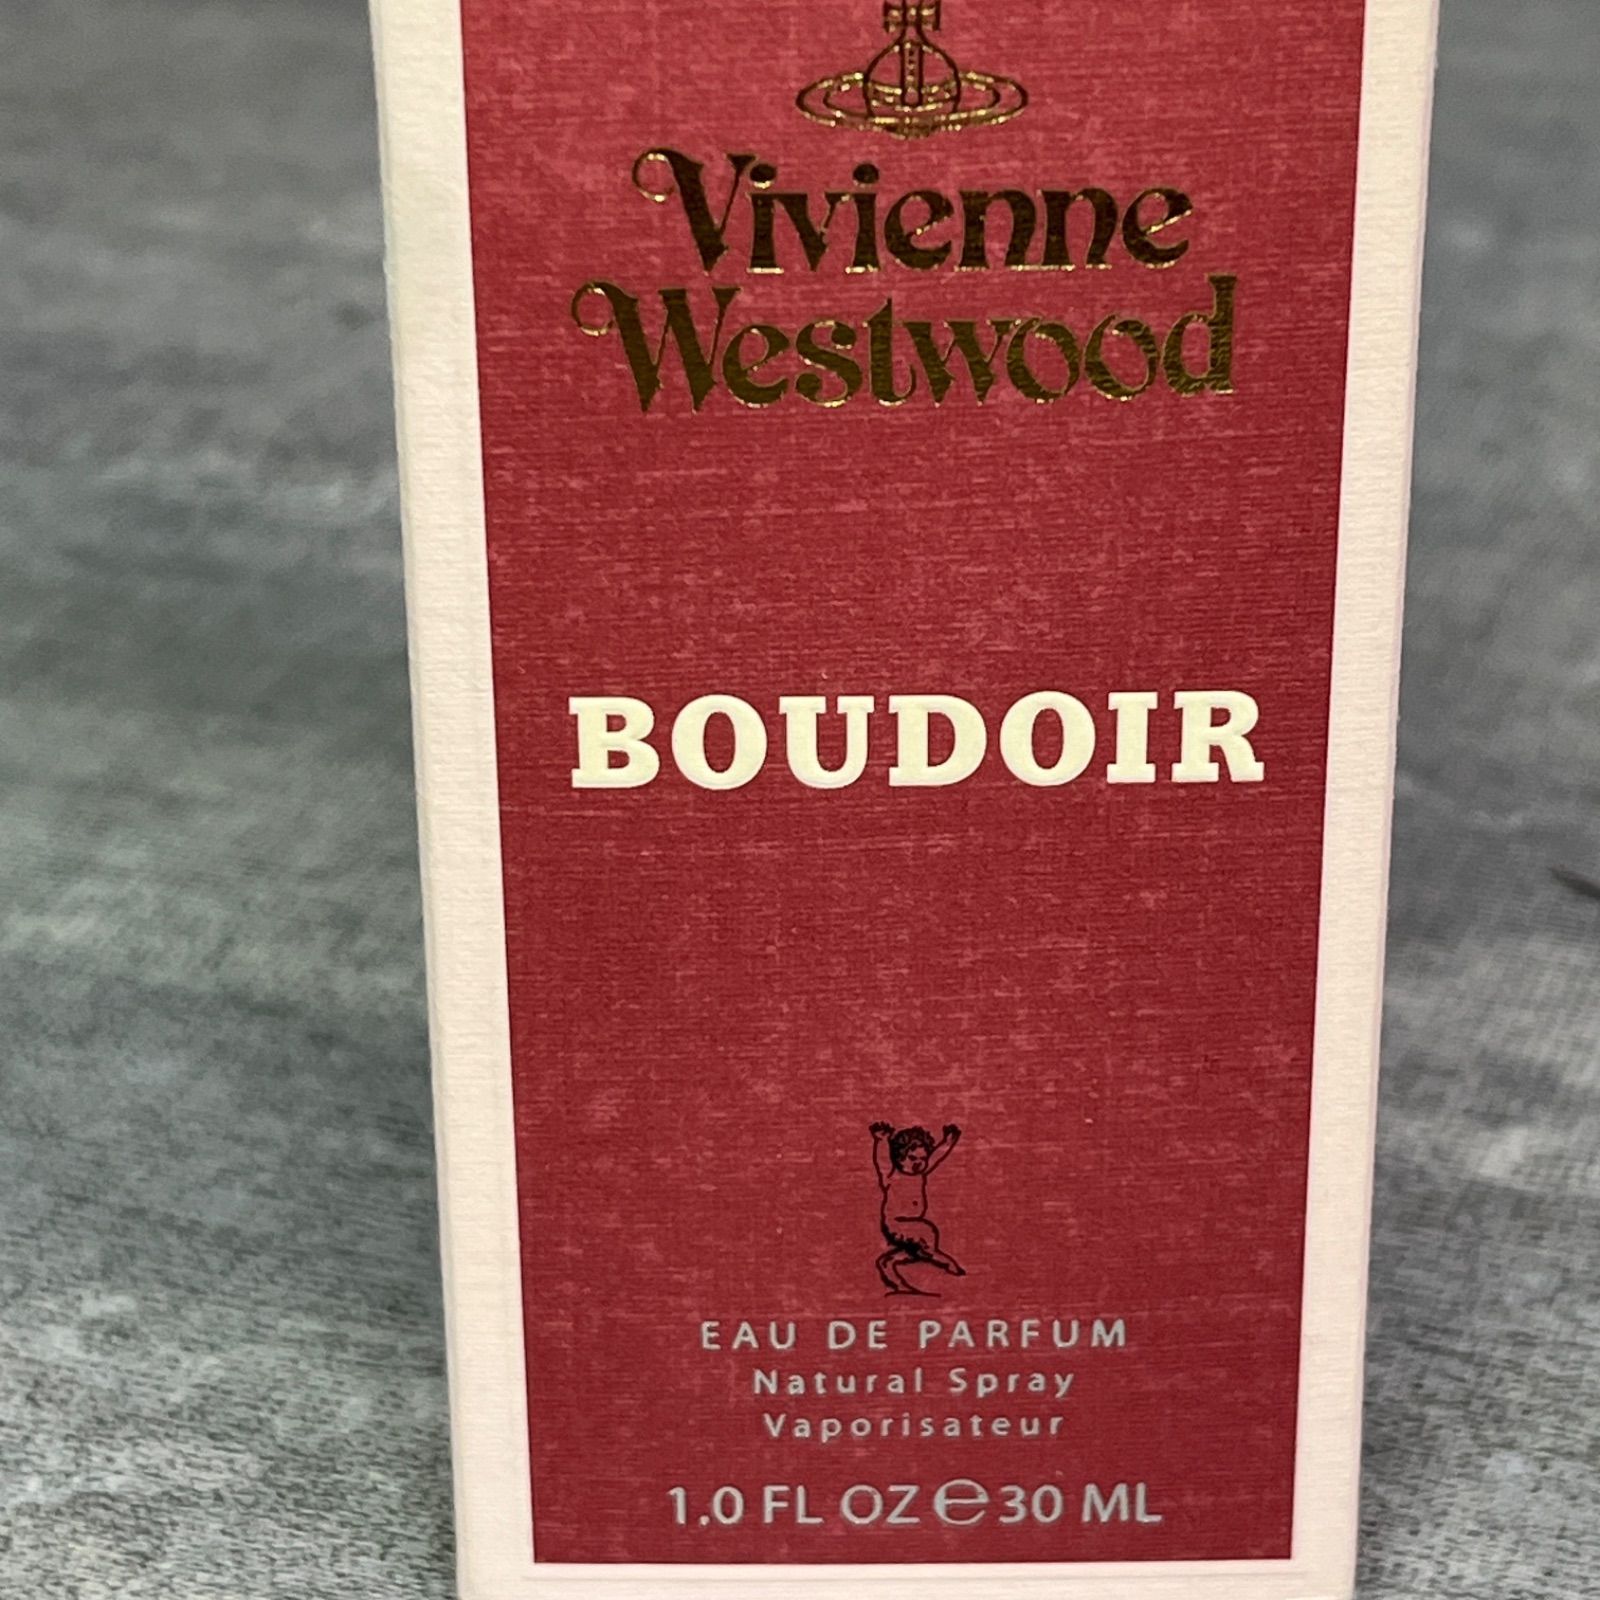 Vivienne
Westwood
BOUDOIR
EAU DE PARFUM
Natural Spray
Vaporisateur
1.0 FL OZ ℮ 30 ML